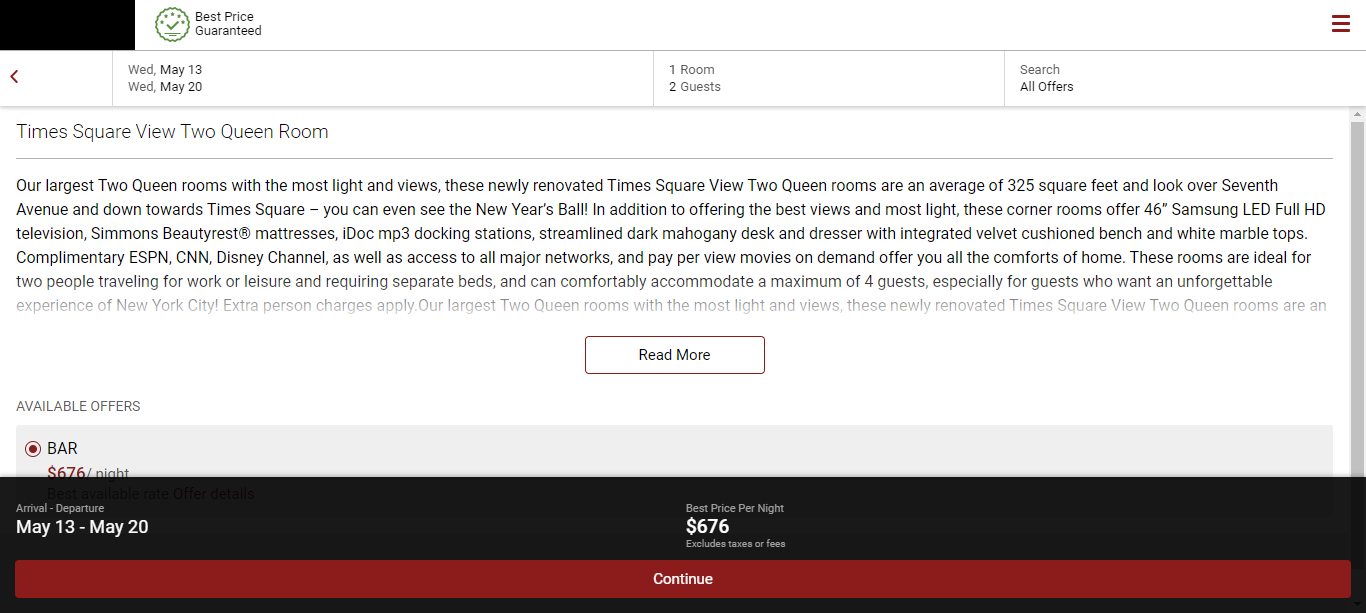 Best Price
Guaranteed
Wed, May 13
Wed, May 20
1 Room
2 Guests
Search
All Offers
Times Square View Two Queen Room
Our largest Two Queen rooms with the most light and views, these newly renovated Times Square View Two Queen rooms are an average of 325 square feet and look over Seventh
Avenue and down towards Times Square – you can even see the New Year’s Ball! In addition to offering the best views and most light, these corner rooms offer 46” Samsung LED Full HD
television, Simmons Beautyrest® mattresses, iDoc mp3 docking stations, streamlined dark mahogany desk and dresser with integrated velvet cushioned bench and white marble tops.
Complimentary ESPN, CNN, Disney Channel, as well as access to all major networks, and pay per view movies on demand offer you all the comforts of home. These rooms are ideal for
two people traveling for work or leisure and requiring separate beds, and can comfortably accommodate a maximum of 4 guests, especially for guests who want an unforgettable
experience of New York City! Extra person charges apply.Our largest Two Queen rooms with the most light and views, these newly renovated Times Square View Two Queen rooms are an
Read More
AVAILABLE OFFERS
BAR
$676/ night
Best available rate Offer details
Arrival - Departure
May 13 - May 20
Best Price Per Night
$676
Excludes taxes or fees
Continue